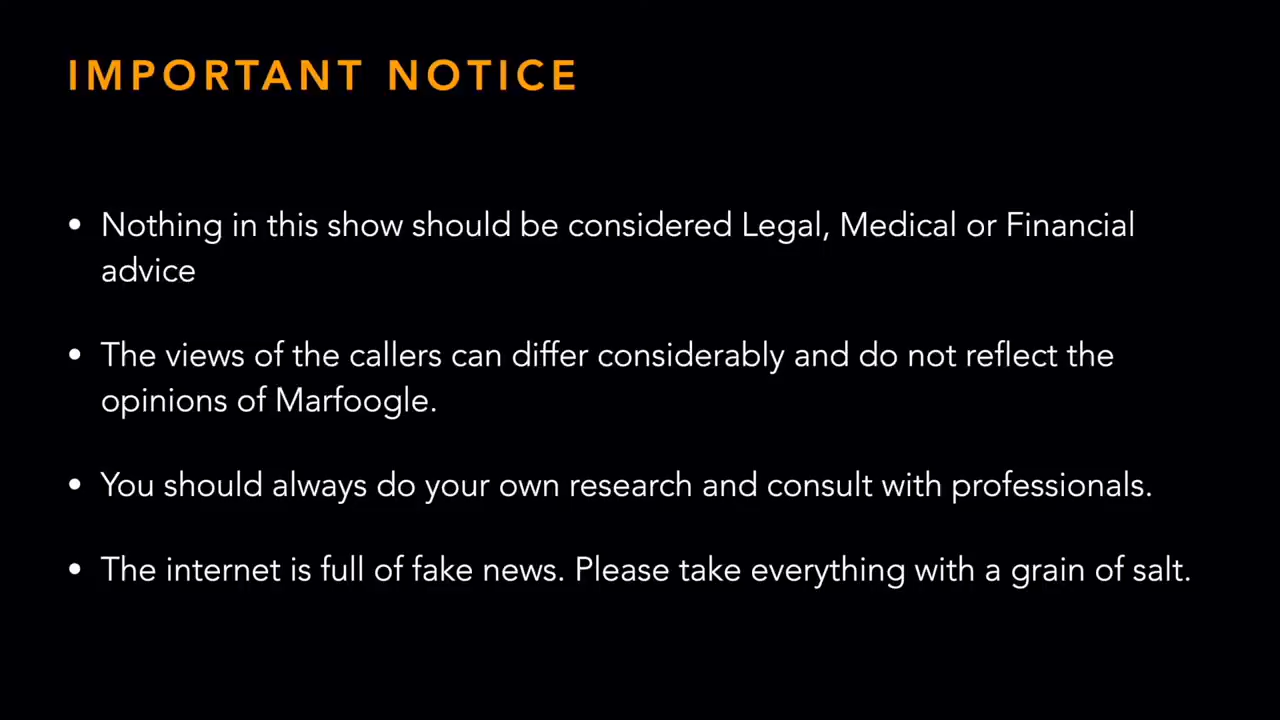 IMPORTANT NOTICE
• Nothing in this show should be considered Legal, Medical or Financial
advice
• The views of the callers can differ considerably and do not reflect the
opinions of Marfoogle.
• You should always do your own research and consult with professionals.
• The internet is full of fake news. Please take everything with a grain of salt.